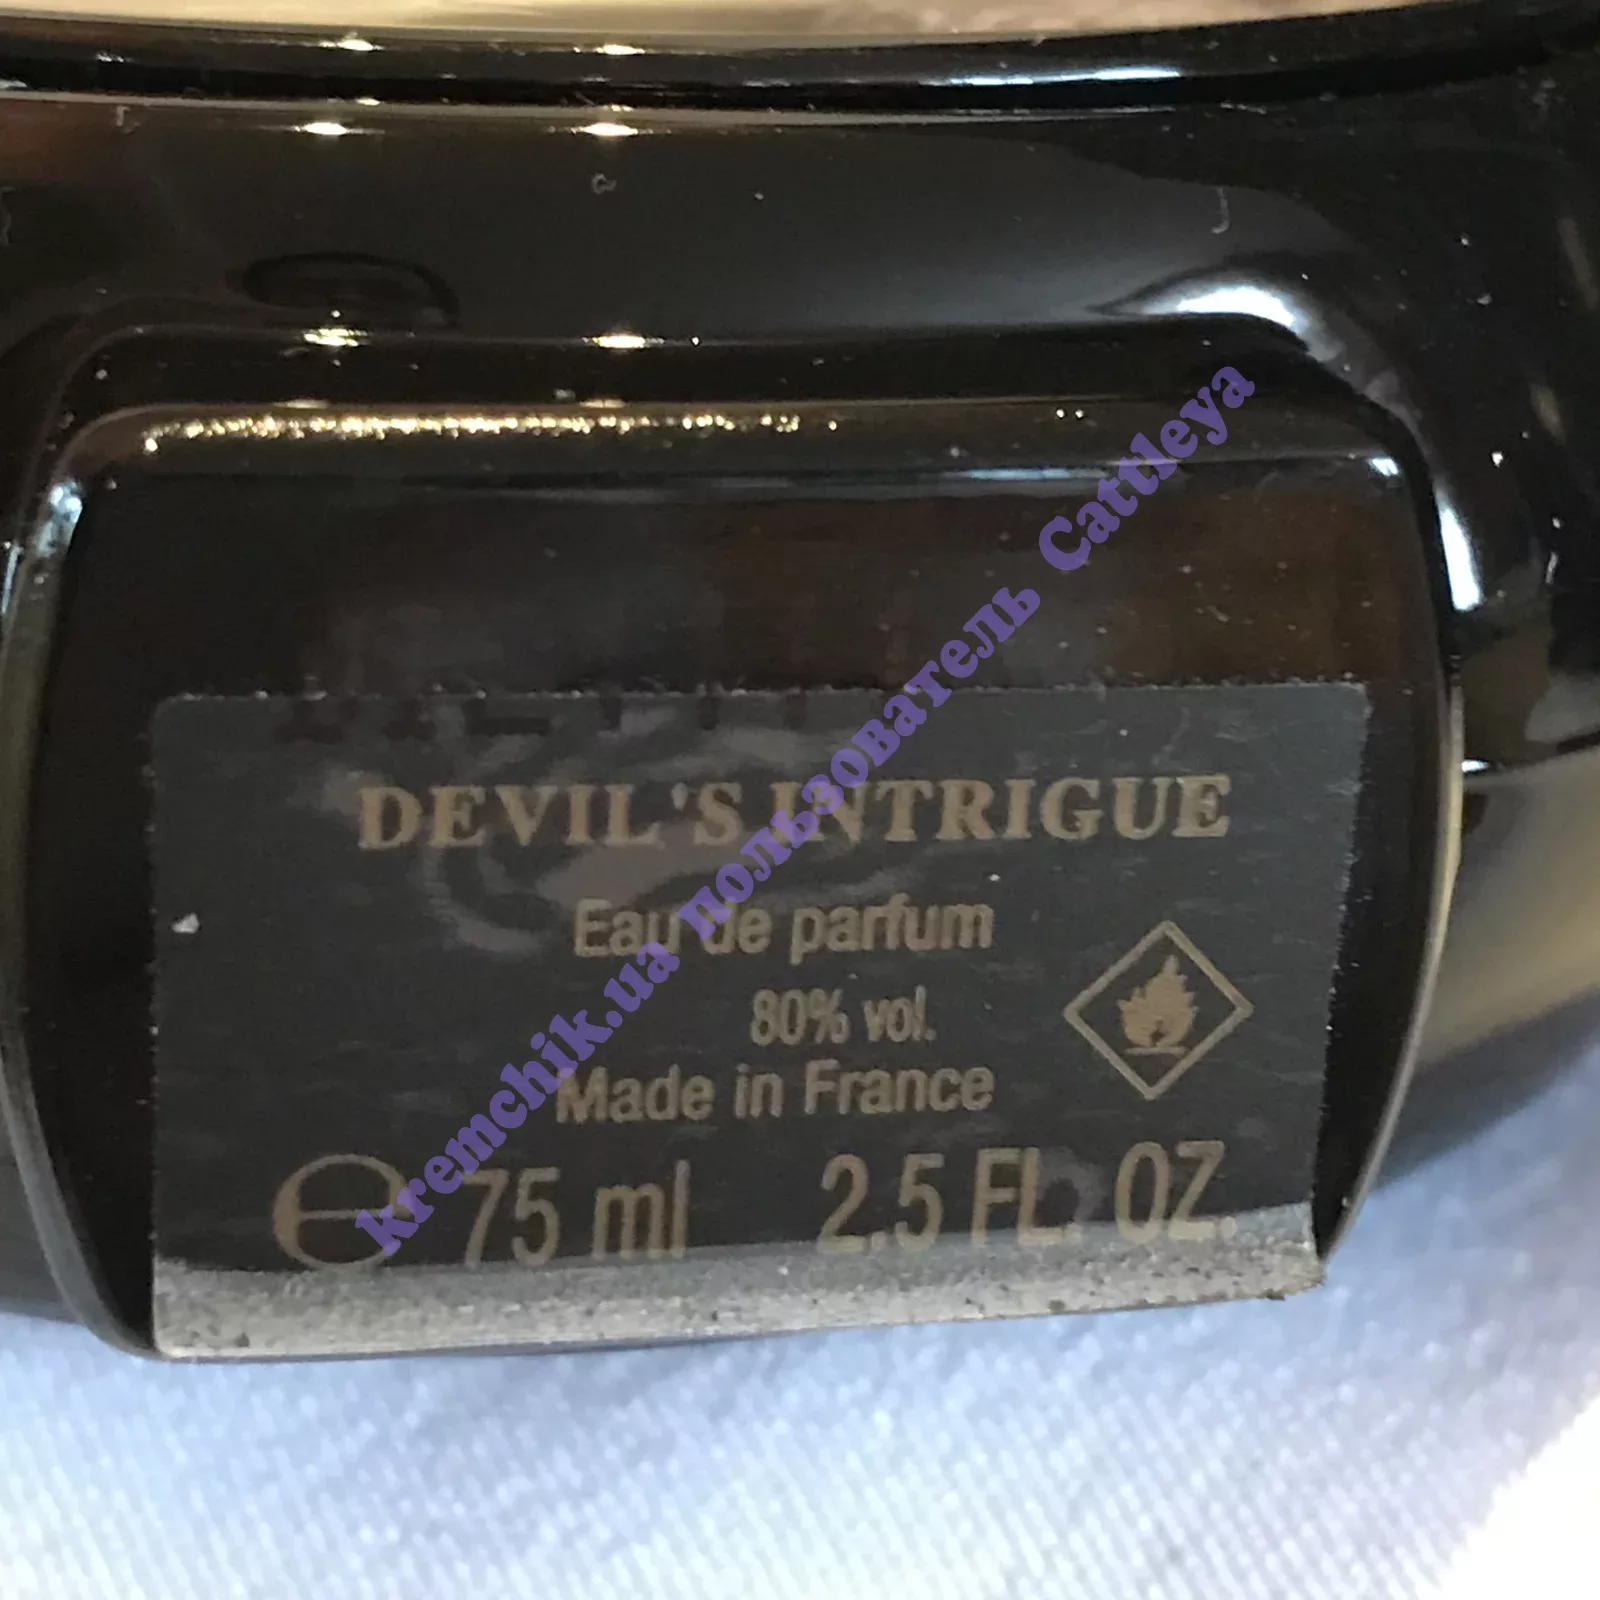 DEVIL'S INTRIGUE
Eau de parfum
80% vol.
Made in France
℮ 75 ml 2.5 FL. OZ.
kremchik.ua пользователь Cattleya